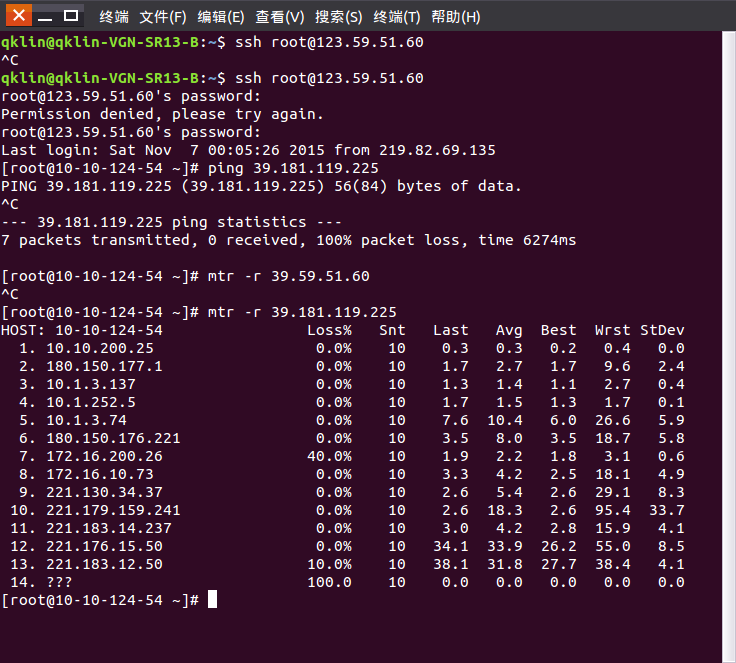 终端 文件(F) 编辑(E) 查看(V) 搜索(S) 终端(T) 帮助(H)
qklin@qklin-VGN-SR13-B:~$ ssh root@123.59.51.60
^C
qklin@qklin-VGN-SR13-B:~$ ssh root@123.59.51.60
root@123.59.51.60's password:
Permission denied, please try again.
root@123.59.51.60's password:
Last login: Sat Nov  7 00:05:26 2015 from 219.82.69.135
[root@10-10-124-54 ~]# ping 39.181.119.225
PING 39.181.119.225 (39.181.119.225) 56(84) bytes of data.
^C
--- 39.181.119.225 ping statistics ---
7 packets transmitted, 0 received, 100% packet loss, time 6274ms
[root@10-10-124-54 ~]# mtr -r 39.59.51.60
^C
[root@10-10-124-54 ~]# mtr -r 39.181.119.225
HOST: 10-10-124-54                Loss%   Snt   Last   Avg  Best  Wrst StDev
  1. 10.10.200.25                  0.0%    10    0.3   0.3   0.2   0.4   0.0
  2. 180.150.177.1                 0.0%    10    1.7   2.7   1.7   9.6   2.4
  3. 10.1.3.137                    0.0%    10    1.3   1.4   1.1   2.7   0.4
  4. 10.1.252.5                    0.0%    10    1.7   1.5   1.3   1.7   0.1
  5. 10.1.3.74                     0.0%    10    7.6  10.4   6.0  26.6   5.9
  6. 180.150.176.221               0.0%    10    3.5   8.0   3.5  18.7   5.8
  7. 172.16.200.26                40.0%    10    1.9   2.2   1.8   3.1   0.6
  8. 172.16.10.73                  0.0%    10    3.3   4.2   2.5  18.1   4.9
  9. 221.130.34.37                 0.0%    10    2.6   5.4   2.6  29.1   8.3
 10. 221.179.159.241               0.0%    10    2.6  18.3   2.6  95.4  33.7
 11. 221.183.14.237                0.0%    10    3.0   4.2   2.8  15.9   4.1
 12. 221.176.15.50                 0.0%    10   34.1  33.9  26.2  55.0   8.5
 13. 221.183.12.50                10.0%    10   38.1  31.8  27.7  38.4   4.1
 14. ???                          100.0    10    0.0   0.0   0.0   0.0   0.0
[root@10-10-124-54 ~]#